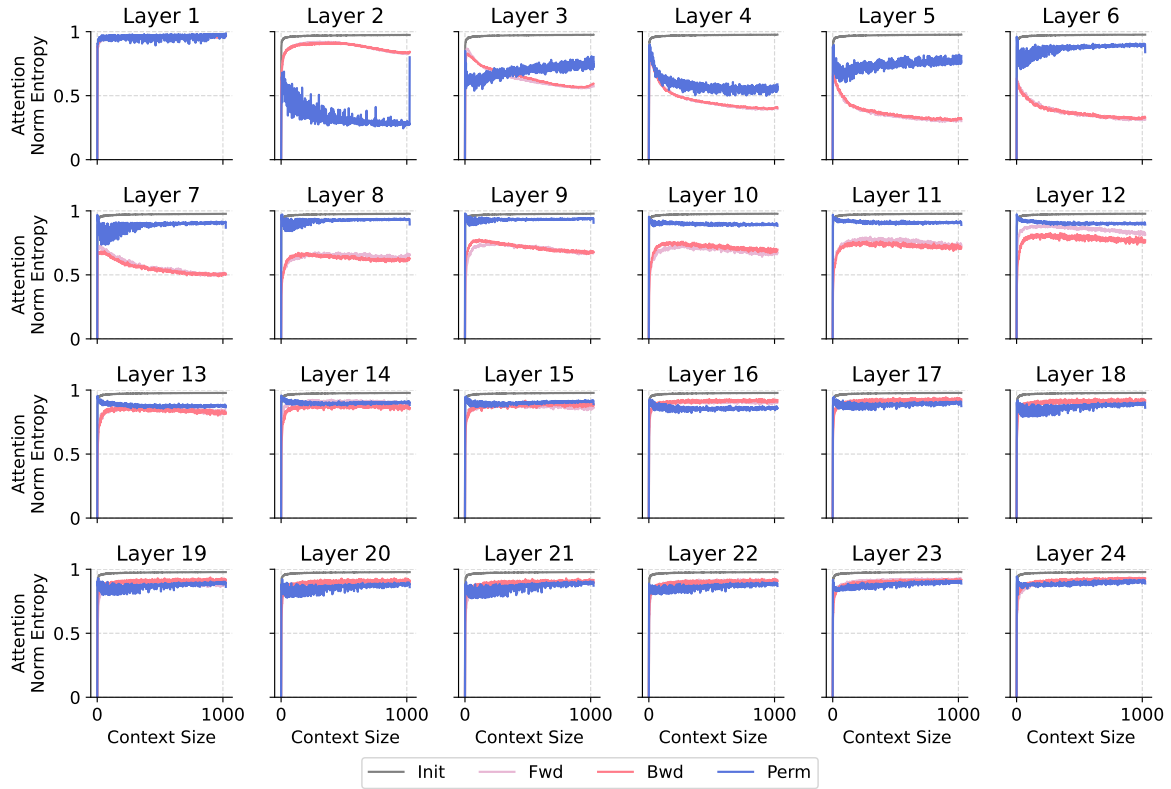 Layer 1 Layer 2 Layer 3 Layer 4 Layer 5 Layer 6
Attention
Norm Entropy
1
0.5
0
Layer 7 Layer 8 Layer 9 Layer 10 Layer 11 Layer 12
Attention
Norm Entropy
1
0.5
0
Layer 13 Layer 14 Layer 15 Layer 16 Layer 17 Layer 18
Attention
Norm Entropy
1
0.5
0
Layer 19 Layer 20 Layer 21 Layer 22 Layer 23 Layer 24
Attention
Norm Entropy
1
0.5
0
0 1000 0 1000 0 1000 0 1000 0 1000 0 1000
Context Size Context Size Context Size Context Size Context Size Context Size
Init Fwd Bwd Perm